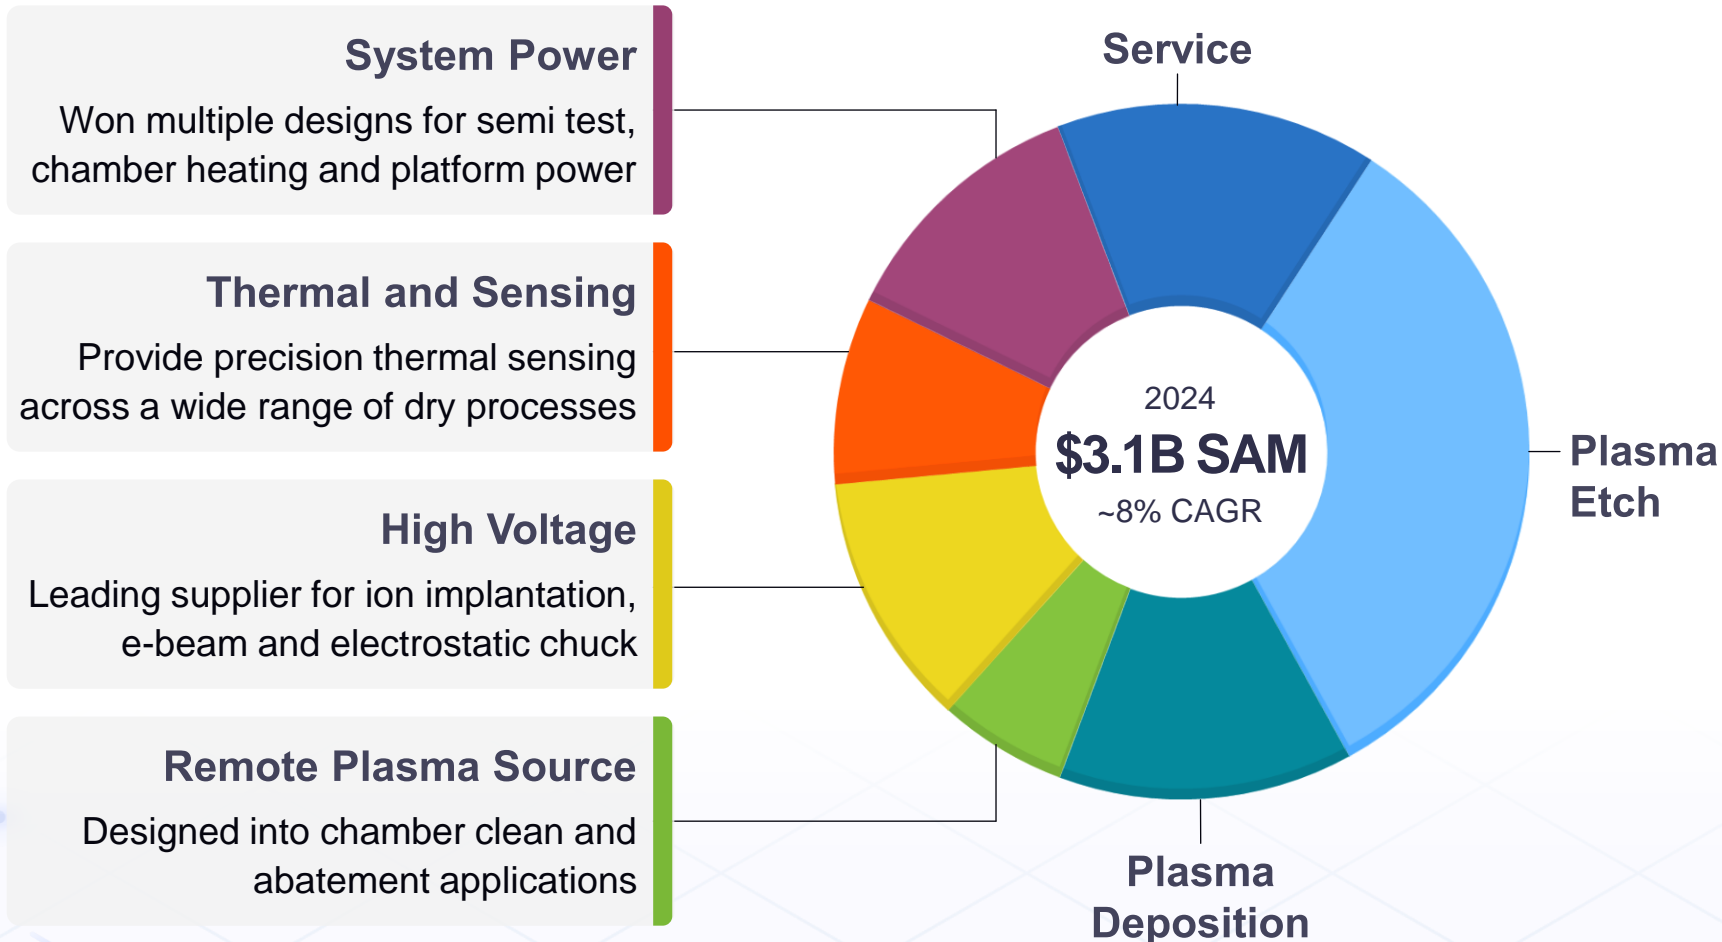 System Power
Won multiple designs for semi test,
chamber heating and platform power
Thermal and Sensing
Provide precision thermal sensing
across a wide range of dry processes
High Voltage
Leading supplier for ion implantation,
e-beam and electrostatic chuck
Remote Plasma Source
Designed into chamber clean and
abatement applications
Service
2024
$3.1B SAM
~8% CAGR
Plasma
Etch
Plasma
Deposition